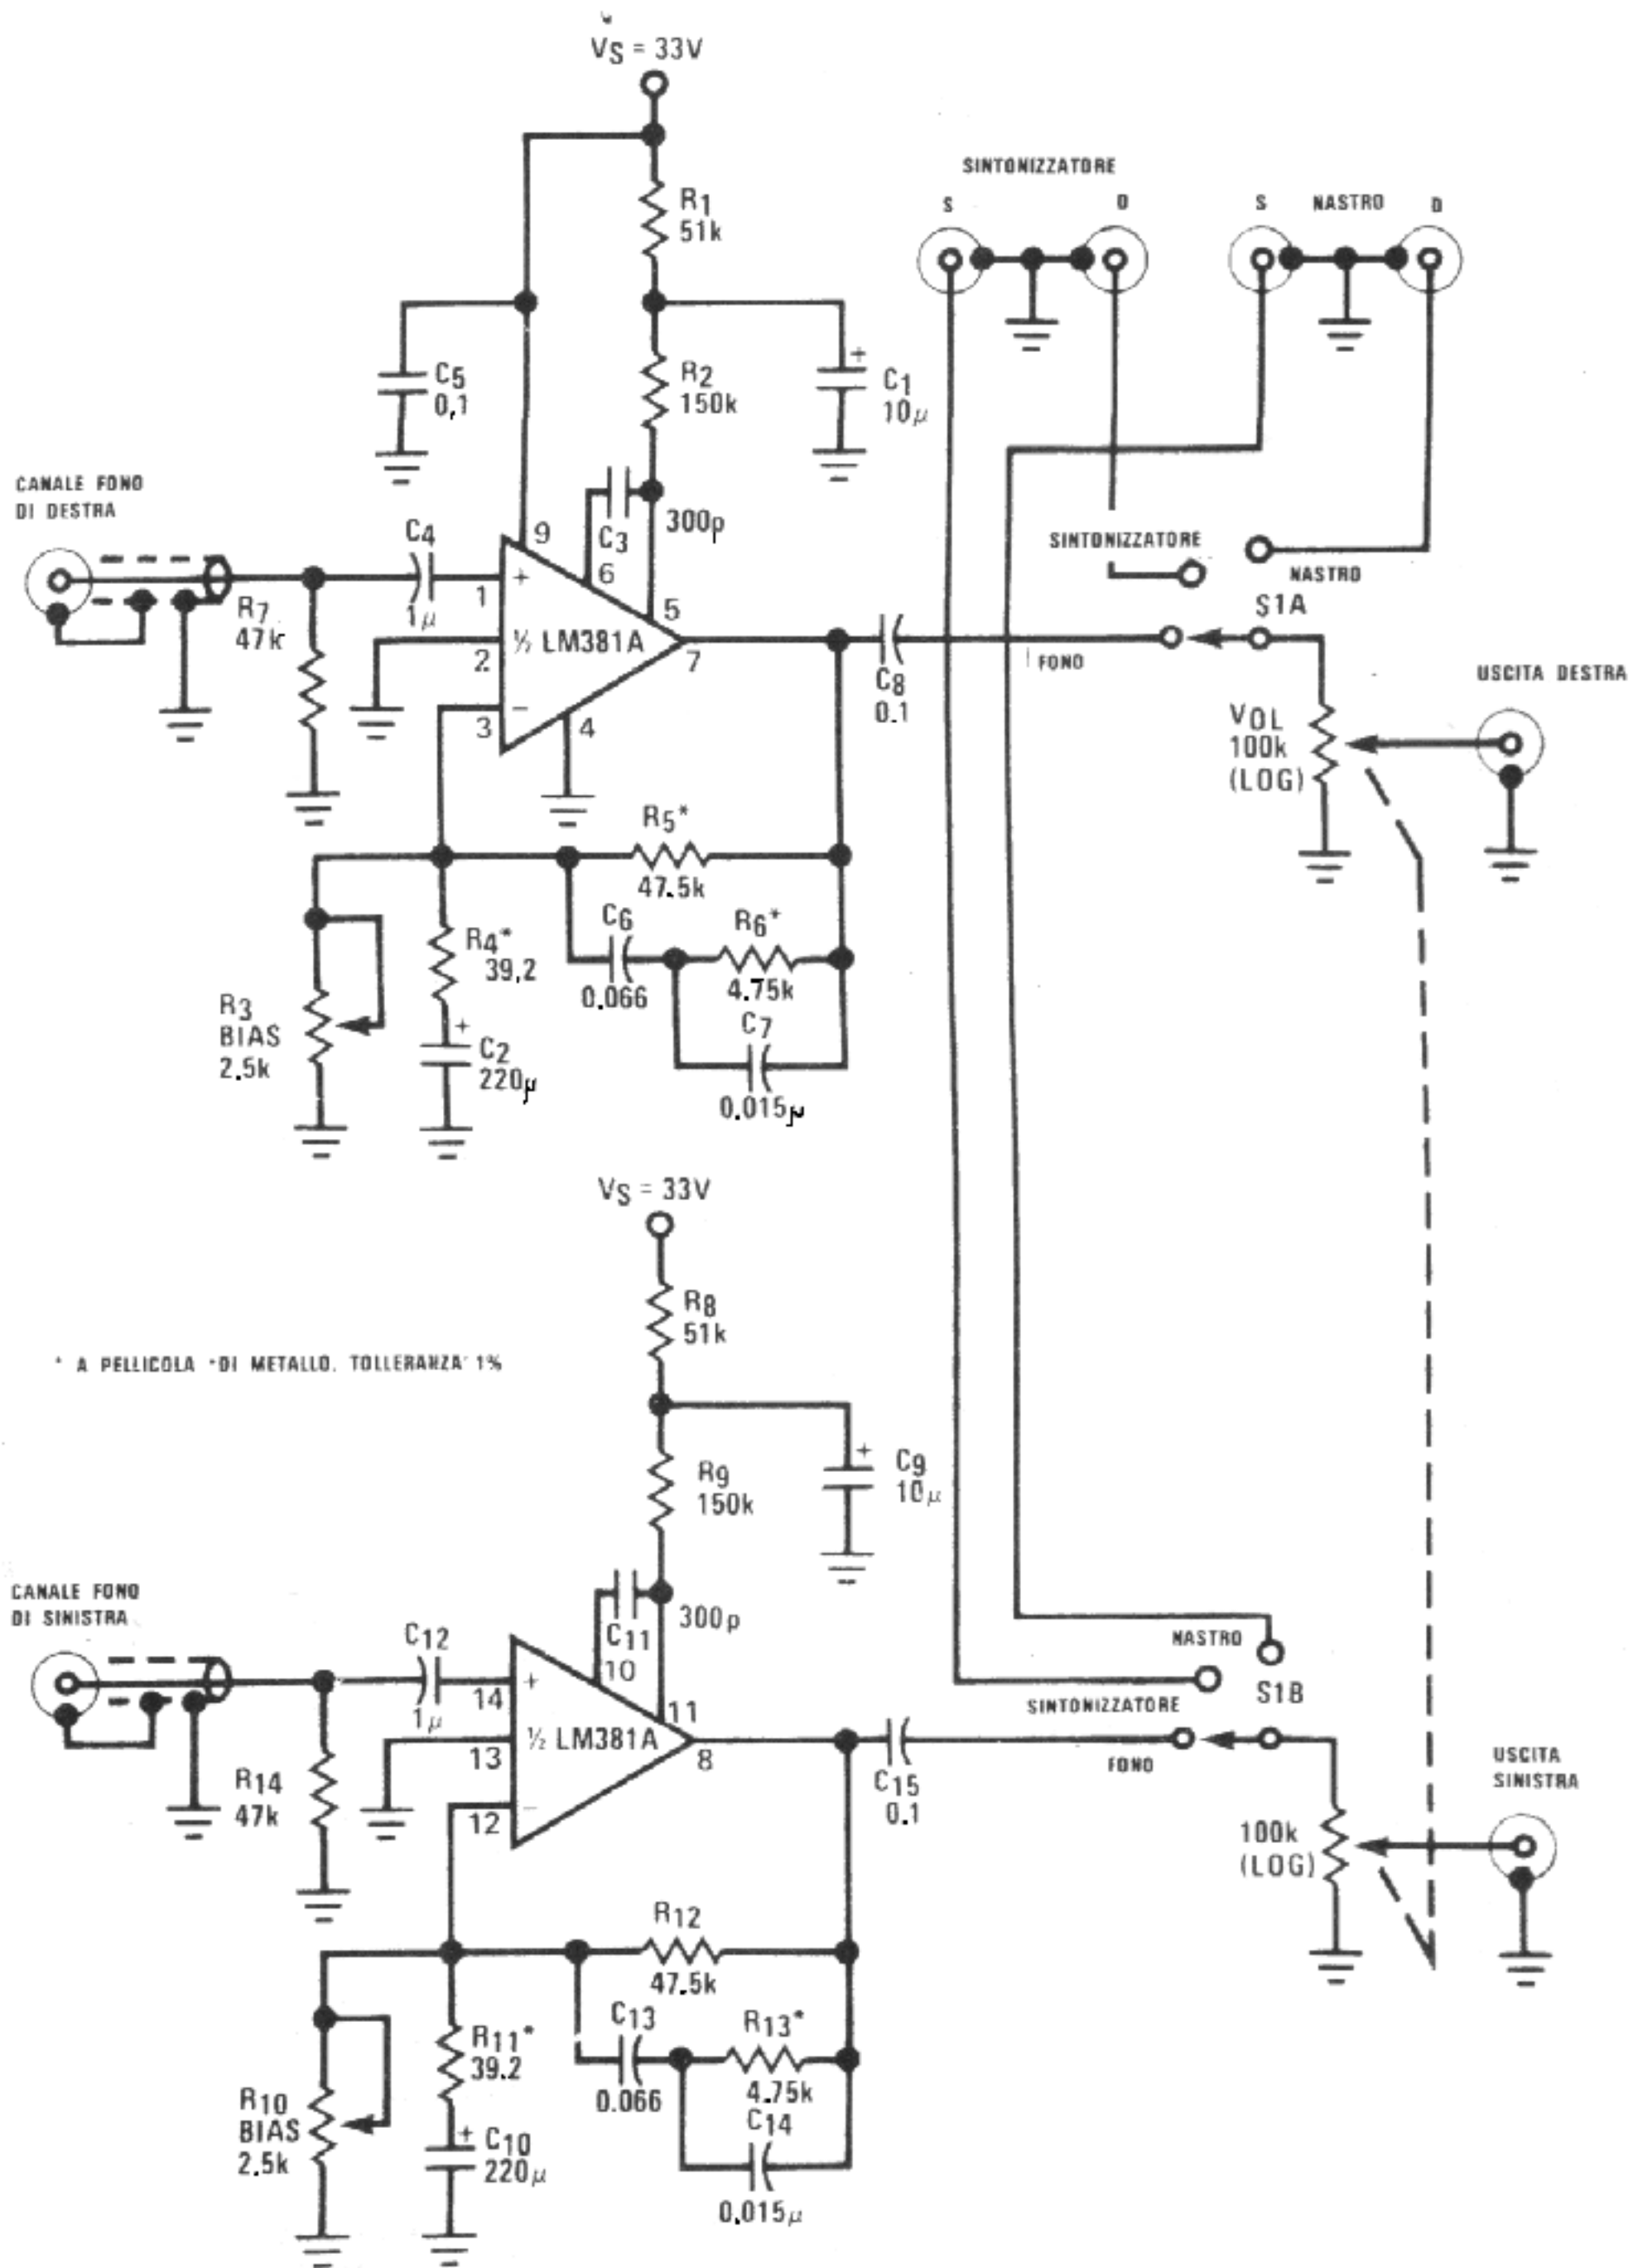 VS = 33V
R1
51k
SINTONIZZATORE
S D
S NASTRO D
R2
150k
C5
0,1
C1
+
10µ
CANALE FONO
DI DESTRA
C4
1µ
R7
47k
9
C3
300p
6
5
+
1
½ LM381A
2
7
−
3
4
C8
0.1
SINTONIZZATORE
NASTRO
S1A
FONO
USCITA DESTRA
VOL
100k
(LOG)
R5*
47.5k
C6
0.066
R6*
4.75k
C7
0.015µ
R4*
39,2
+
C2
220µ
R3
BIAS
2.5k
VS = 33V
R8
51k
* A PELLICOLA *DI METALLO. TOLLERANZA 1%
R9
150k
+
C9
10µ
CANALE FONO
DI SINISTRA
C12
1µ
R14
47k
C11
300p
10
11
+
14
½ LM381A
13
8
−
12
C15
0.1
NASTRO
S1B
SINTONIZZATORE
FONO
USCITA
SINISTRA
100k
(LOG)
R12
47.5k
C13
0.066
R13*
4.75k
C14
0,015µ
R11*
39.2
+
C10
220µ
R10
BIAS
2.5k